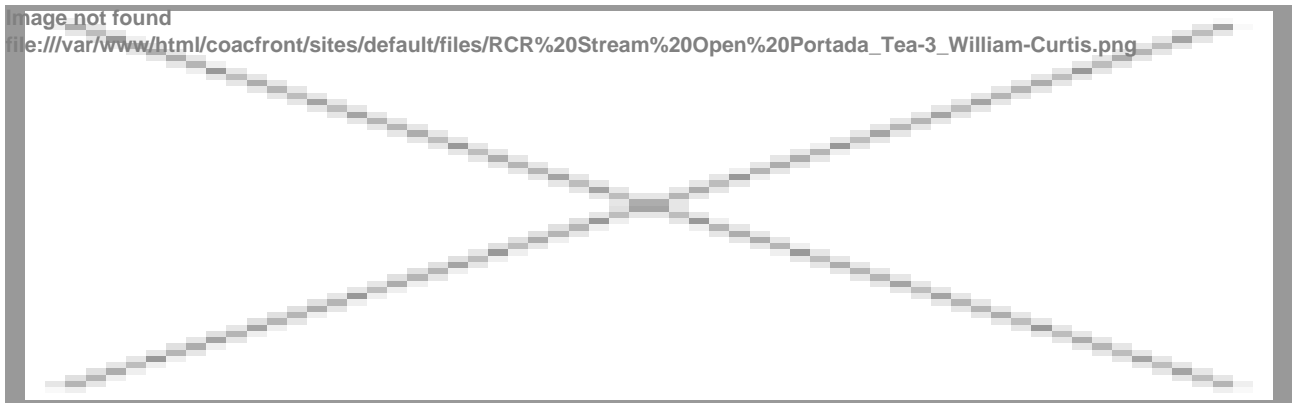 Image not found
file:///var/www/html/coacfront/sites/default/files/RCR%20Stream%20Open%20Portada_Tea-3_William-Curtis.png